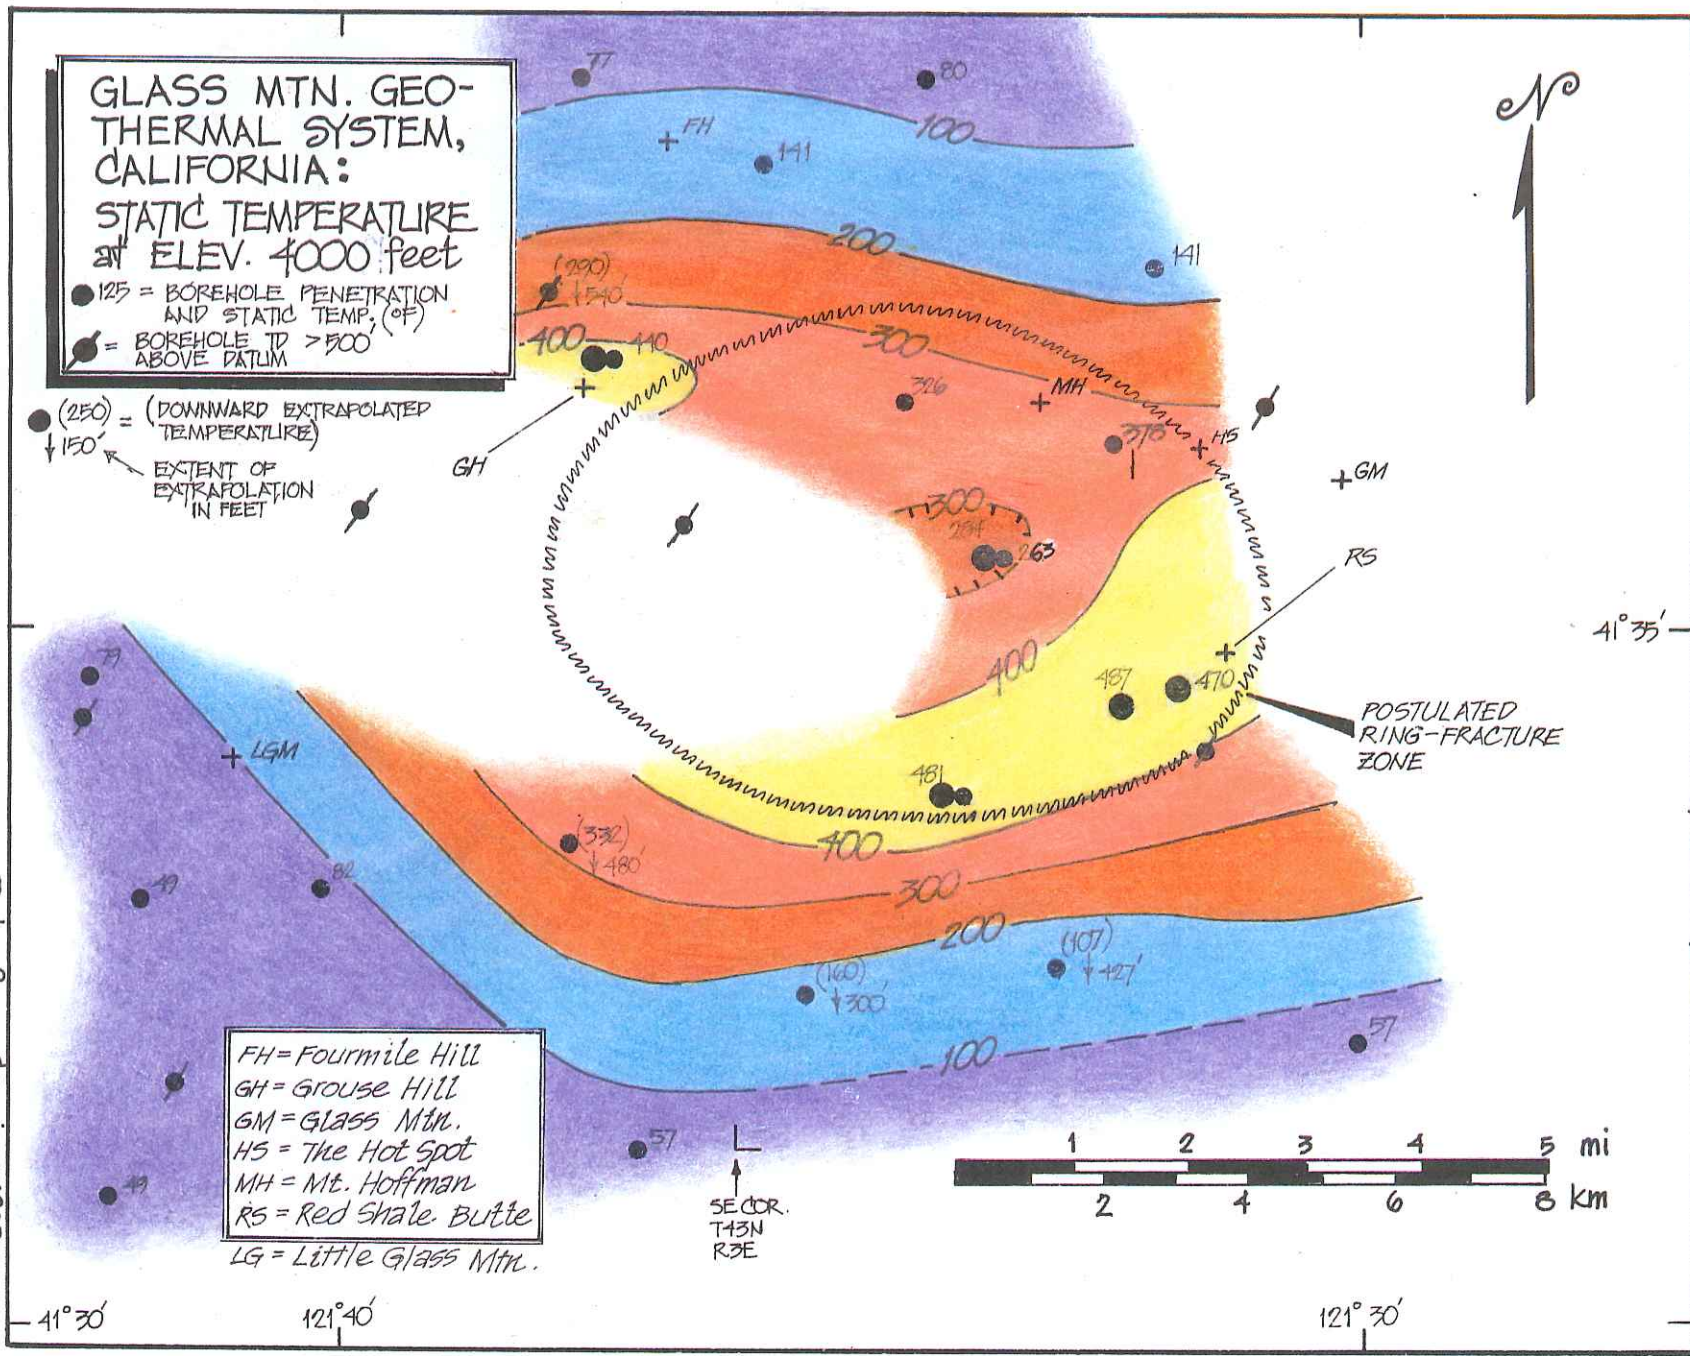 GLASS MTN. GEO-
THERMAL SYSTEM,
CALIFORNIA:
STATIC TEMPERATURE
at ELEV. 4000 feet
125 = BOREHOLE PENETRATION
AND STATIC TEMP, (°F)
= BOREHOLE TD >500'
ABOVE DATUM
(250) = (DOWNWARD EXTRAPOLATED
TEMPERATURE)
↓150'
EXTENT OF
EXTRAPOLATION
IN FEET
N
77
80
100
FH
141
200
141
(290)
↓540'
300
400
440
326
MH
378
HS
GM
GH
300
284
263
RS
41°35'
400
487
470
POSTULATED
RING-FRACTURE
ZONE
79
LGM
481
400
(332)
↓480'
300
82
49
200
(107)
↓427'
(160)
↓300'
100
57
57
49
FH = Fourmile Hill
GH = Grouse Hill
GM = Glass Mtn.
HS = The Hot Spot
MH = Mt. Hoffman
RS = Red Shale Butte
LG = Little Glass Mtn.
SE COR.
T43N
R3E
1 2 3 4 5 mi
2 4 6 8 km
41°30'
121°40'
121°30'